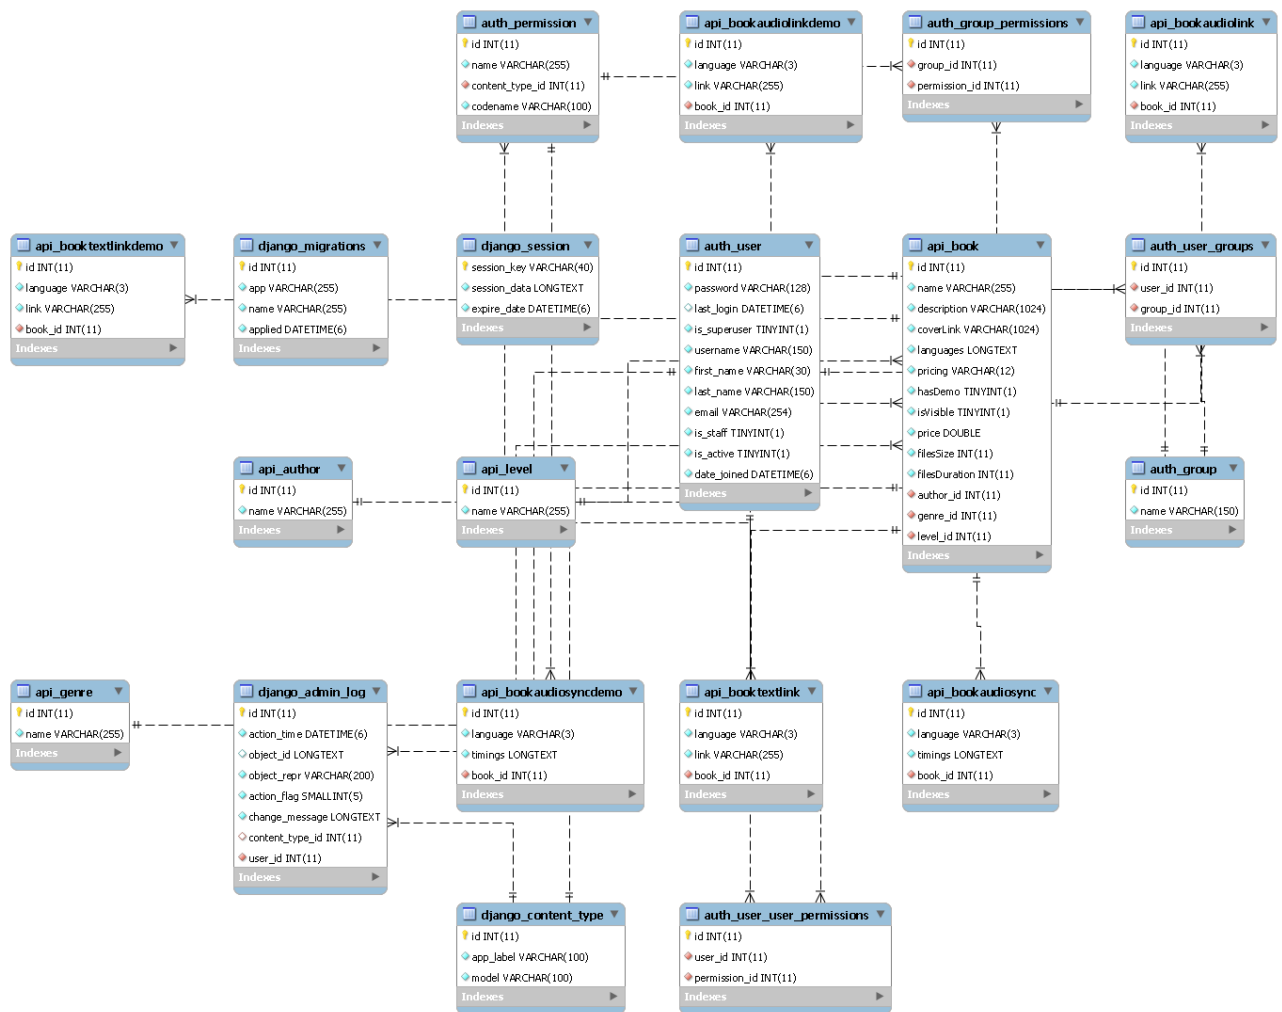 auth_permission
id INT(11)
name VARCHAR(255)
content_type_id INT(11)
codename VARCHAR(100)
Indexes
api_bookaudiolinkdemo
id INT(11)
language VARCHAR(3)
link VARCHAR(255)
book_id INT(11)
Indexes
auth_group_permissions
id INT(11)
group_id INT(11)
permission_id INT(11)
Indexes
api_bookaudiolink
id INT(11)
language VARCHAR(3)
link VARCHAR(255)
book_id INT(11)
Indexes
api_booktextlinkdemo
id INT(11)
language VARCHAR(3)
link VARCHAR(255)
book_id INT(11)
Indexes
django_migrations
id INT(11)
app VARCHAR(255)
name VARCHAR(255)
applied DATETIME(6)
Indexes
django_session
session_key VARCHAR(40)
session_data LONGTEXT
expire_date DATETIME(6)
Indexes
auth_user
id INT(11)
password VARCHAR(128)
last_login DATETIME(6)
is_superuser TINYINT(1)
username VARCHAR(150)
first_name VARCHAR(30)
last_name VARCHAR(150)
email VARCHAR(254)
is_staff TINYINT(1)
is_active TINYINT(1)
date_joined DATETIME(6)
Indexes
api_book
id INT(11)
name VARCHAR(255)
description VARCHAR(1024)
coverLink VARCHAR(1024)
languages LONGTEXT
pricing VARCHAR(12)
hasDemo TINYINT(1)
isVisible TINYINT(1)
price DOUBLE
filesSize INT(11)
filesDuration INT(11)
author_id INT(11)
genre_id INT(11)
level_id INT(11)
Indexes
auth_user_groups
id INT(11)
user_id INT(11)
group_id INT(11)
Indexes
api_author
id INT(11)
name VARCHAR(255)
Indexes
api_level
id INT(11)
name VARCHAR(255)
Indexes
auth_group
id INT(11)
name VARCHAR(150)
Indexes
api_genre
id INT(11)
name VARCHAR(255)
Indexes
django_admin_log
id INT(11)
action_time DATETIME(6)
object_id LONGTEXT
object_repr VARCHAR(200)
action_flag SMALLINT(5)
change_message LONGTEXT
content_type_id INT(11)
user_id INT(11)
Indexes
api_bookaudiosyncdemo
id INT(11)
language VARCHAR(3)
timings LONGTEXT
book_id INT(11)
Indexes
api_booktextlink
id INT(11)
language VARCHAR(3)
link VARCHAR(255)
book_id INT(11)
Indexes
api_bookaudiosync
id INT(11)
language VARCHAR(3)
timings LONGTEXT
book_id INT(11)
Indexes
django_content_type
id INT(11)
app_label VARCHAR(100)
model VARCHAR(100)
Indexes
auth_user_user_permissions
id INT(11)
user_id INT(11)
permission_id INT(11)
Indexes